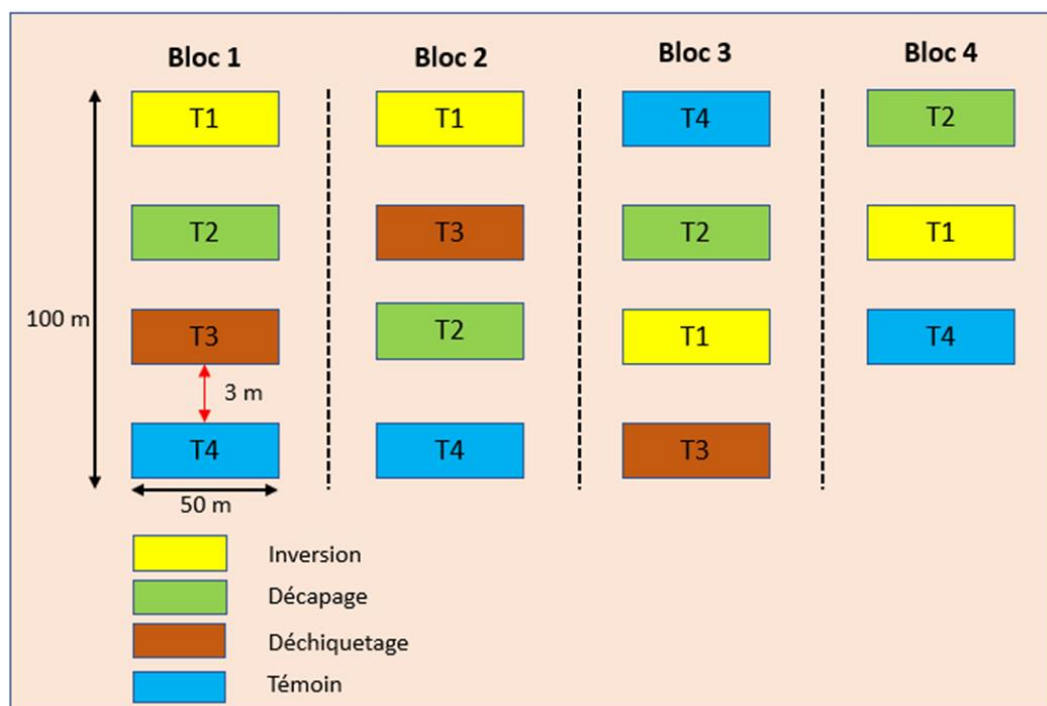 Bloc 1 Bloc 2 Bloc 3 Bloc 4
T1 T1 T4 T2
T2 T3 T2 T1
100 m
T3 T2 T1 T4
3 m
T4 T4 T3
50 m
Inversion
Décapage
Déchiquetage
Témoin